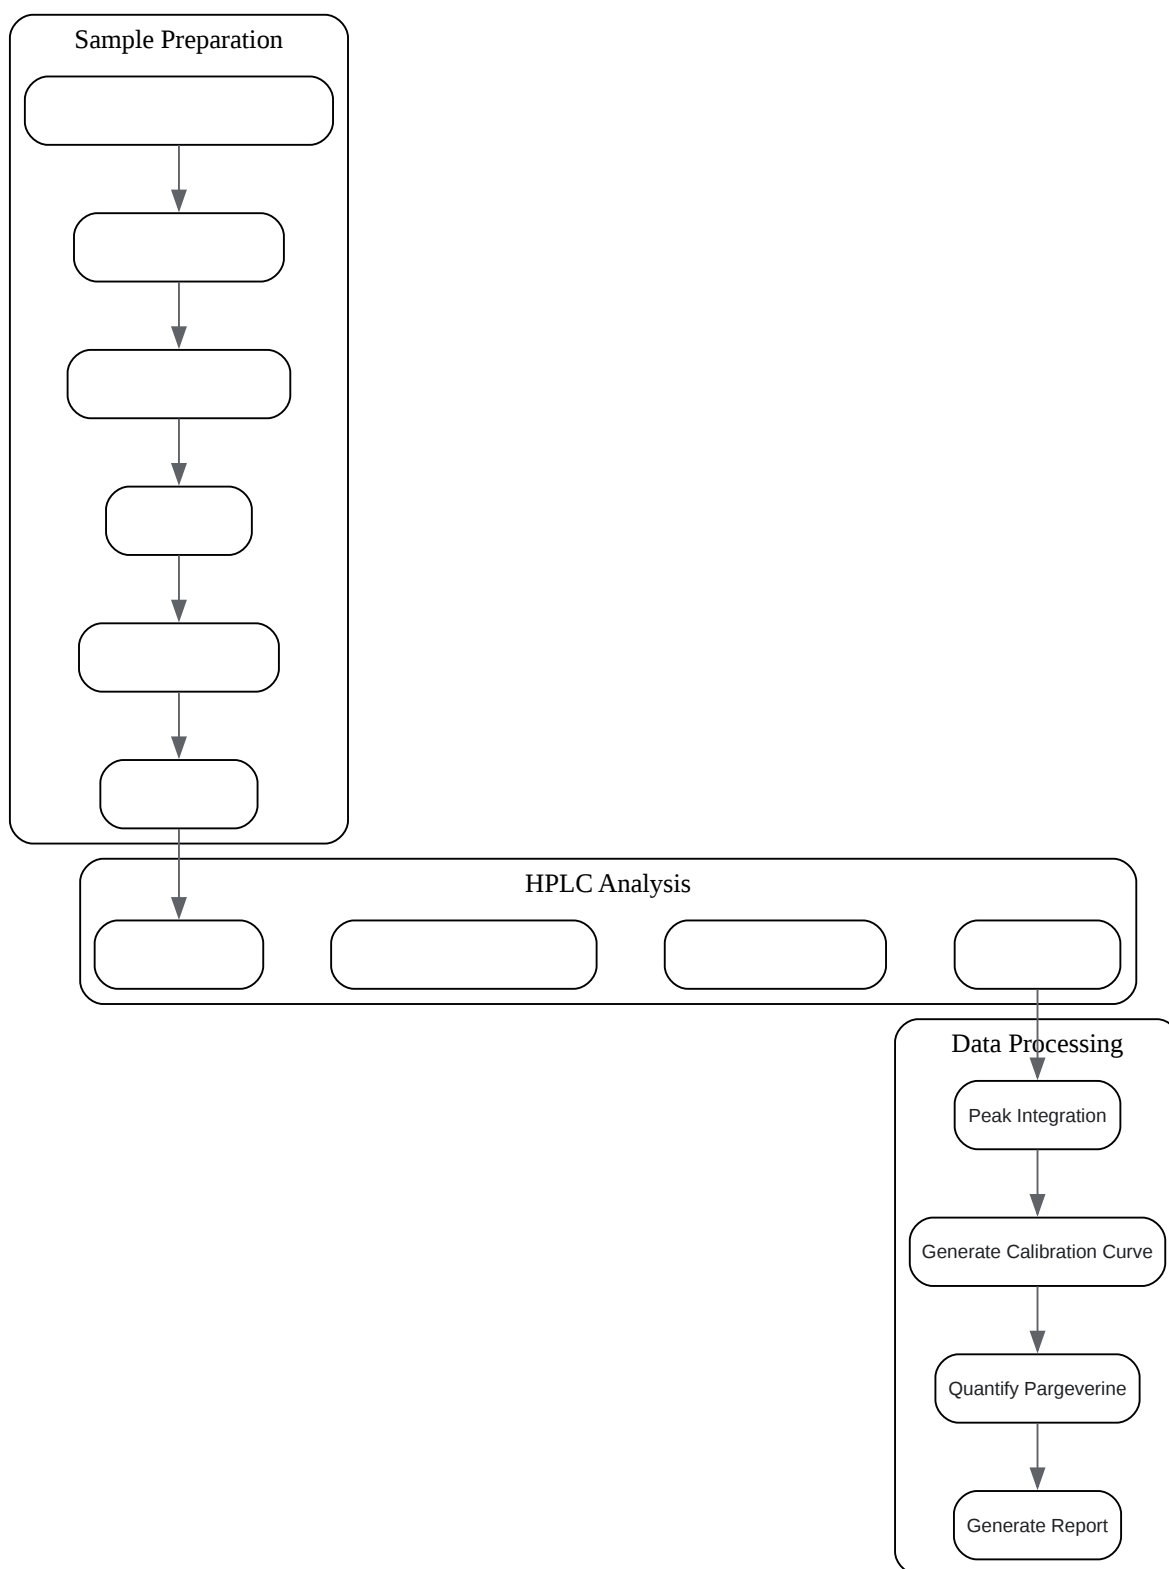 Sample Preparation
HPLC Analysis
Data Processing
Peak Integration
Generate Calibration Curve
Quantify Pargeverine
Generate Report